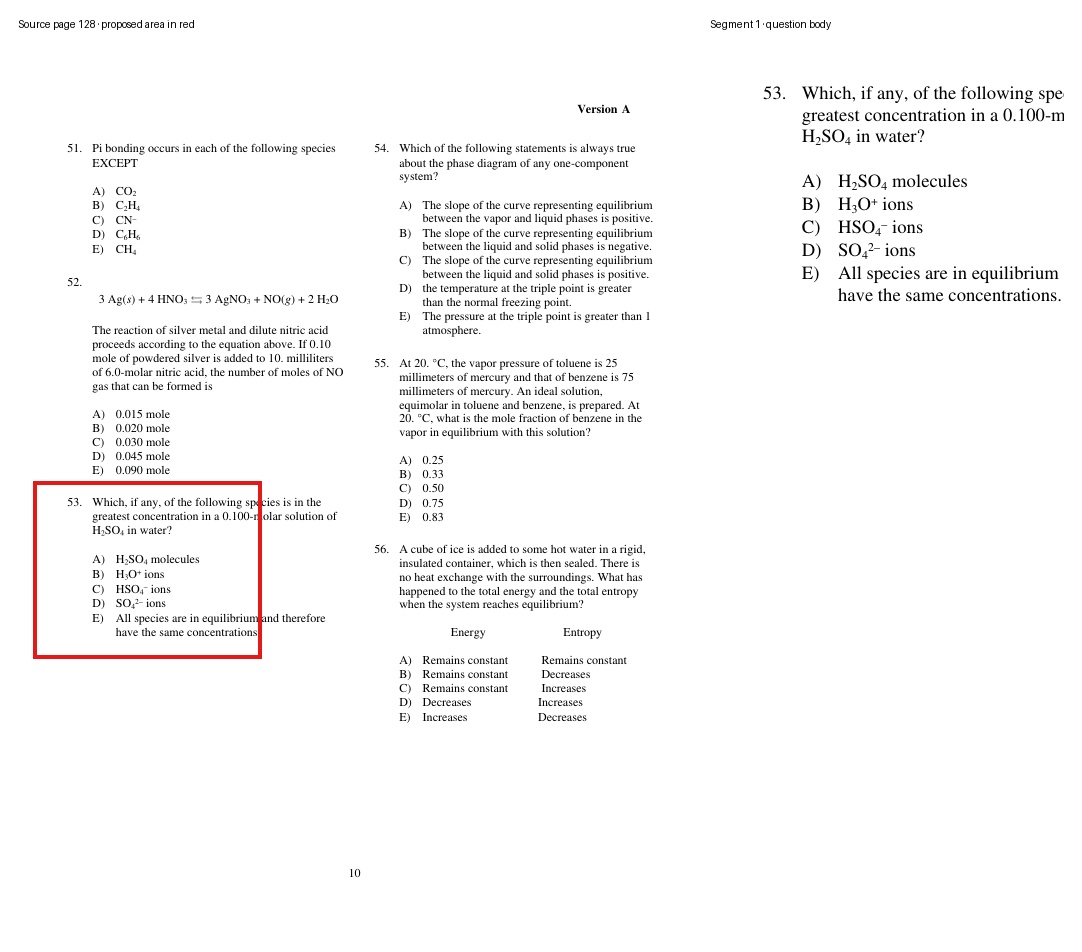 Source page 128 · proposed area in red
Segment 1 · question body
Version A
51. Pi bonding occurs in each of the following species
EXCEPT
A) CO₂
B) C₂H₄
C) CN⁻
D) C₆H₆
E) CH₄
52.
3 Ag(s) + 4 HNO₃ ⇆ 3 AgNO₃ + NO(g) + 2 H₂O
The reaction of silver metal and dilute nitric acid
proceeds according to the equation above. If 0.10
mole of powdered silver is added to 10. milliliters
of 6.0-molar nitric acid, the number of moles of NO
gas that can be formed is
A) 0.015 mole
B) 0.020 mole
C) 0.030 mole
D) 0.045 mole
E) 0.090 mole
53. Which, if any, of the following species is in the
greatest concentration in a 0.100-molar solution of
H₂SO₄ in water?
A) H₂SO₄ molecules
B) H₃O⁺ ions
C) HSO₄⁻ ions
D) SO₄²⁻ ions
E) All species are in equilibrium and therefore
have the same concentrations.
54. Which of the following statements is always true
about the phase diagram of any one-component
system?
A) The slope of the curve representing equilibrium
between the vapor and liquid phases is positive.
B) The slope of the curve representing equilibrium
between the liquid and solid phases is negative.
C) The slope of the curve representing equilibrium
between the liquid and solid phases is positive.
D) the temperature at the triple point is greater
than the normal freezing point.
E) The pressure at the triple point is greater than 1
atmosphere.
55. At 20. °C, the vapor pressure of toluene is 25
millimeters of mercury and that of benzene is 75
millimeters of mercury. An ideal solution,
equimolar in toluene and benzene, is prepared. At
20. °C, what is the mole fraction of benzene in the
vapor in equilibrium with this solution?
A) 0.25
B) 0.33
C) 0.50
D) 0.75
E) 0.83
56. A cube of ice is added to some hot water in a rigid,
insulated container, which is then sealed. There is
no heat exchange with the surroundings. What has
happened to the total energy and the total entropy
when the system reaches equilibrium?
Energy Entropy
A) Remains constant Remains constant
B) Remains constant Decreases
C) Remains constant Increases
D) Decreases Increases
E) Increases Decreases
10
53. Which, if any, of the following spe
greatest concentration in a 0.100-m
H₂SO₄ in water?
A) H₂SO₄ molecules
B) H₃O⁺ ions
C) HSO₄⁻ ions
D) SO₄²⁻ ions
E) All species are in equilibrium
have the same concentrations.